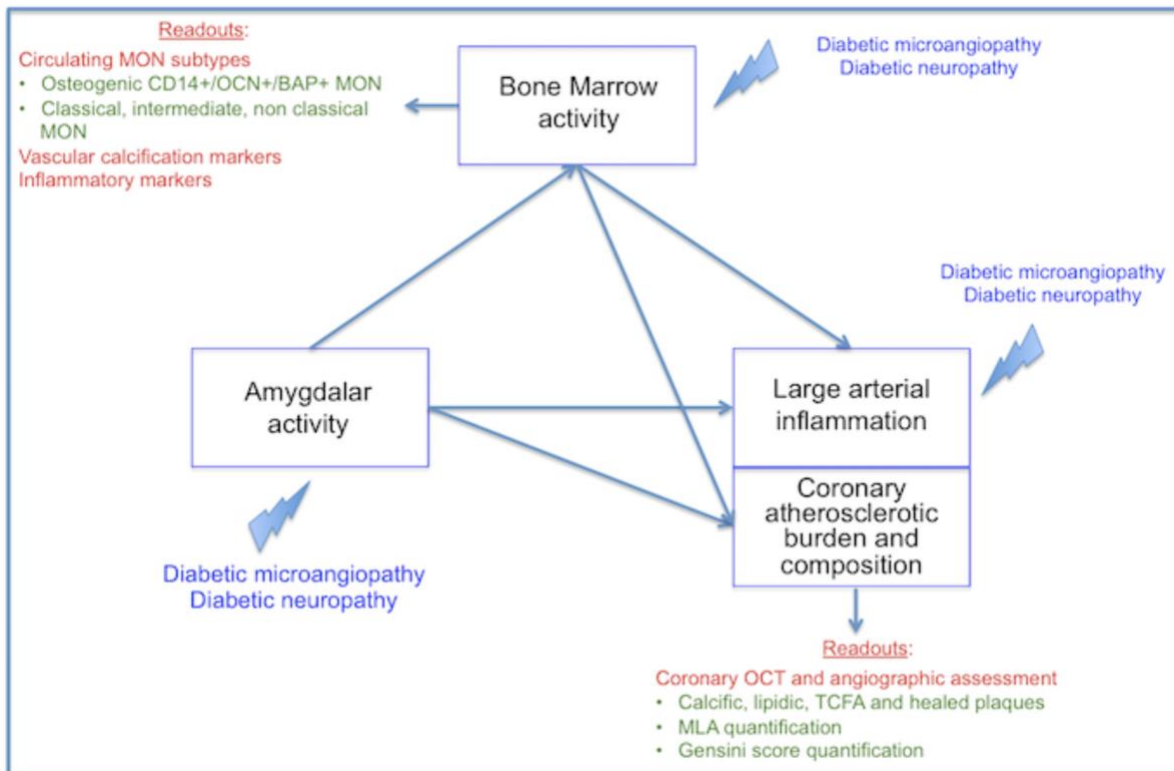 Readouts:
Circulating MON subtypes
• Osteogenic CD14+/OCN+/BAP+ MON
• Classical, intermediate, non classical
MON
Vascular calcification markers
Inflammatory markers
Bone Marrow
activity
Diabetic microangiopathy
Diabetic neuropathy
Diabetic microangiopathy
Diabetic neuropathy
Amygdalar
activity
Large arterial
inflammation
Coronary
atherosclerotic
burden and
composition
Diabetic microangiopathy
Diabetic neuropathy
Readouts:
Coronary OCT and angiographic assessment
• Calcific, lipidic, TCFA and healed plaques
• MLA quantification
• Gensini score quantification